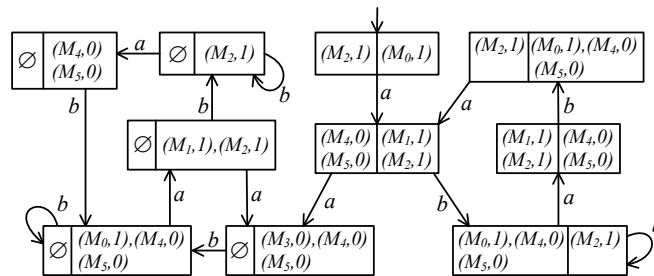 ∅ (M₄,0) (M₅,0)
a
∅ (M₂,1)
b
(M₂,1) (M₀,1)
a
(M₂,1) (M₀,1),(M₄,0) (M₅,0)
a
b
b
b
∅ (M₁,1),(M₂,1)
(M₄,0) (M₅,0) (M₁,1) (M₂,1)
(M₁,1) (M₂,1) (M₄,0) (M₅,0)
a
a
a
b
a
b
∅ (M₀,1),(M₄,0) (M₅,0)
b
∅ (M₃,0),(M₄,0) (M₅,0)
(M₀,1),(M₄,0) (M₅,0) (M₂,1)